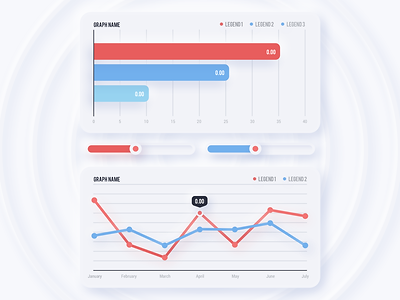 GRAPH NAME LEGEND 1 LEGEND 2 LEGEND 3
0.00
0.00
0.00
0 5 10 15 20 25 30 35 40
GRAPH NAME LEGEND 1 LEGEND 2
0.00
January February March April May June July